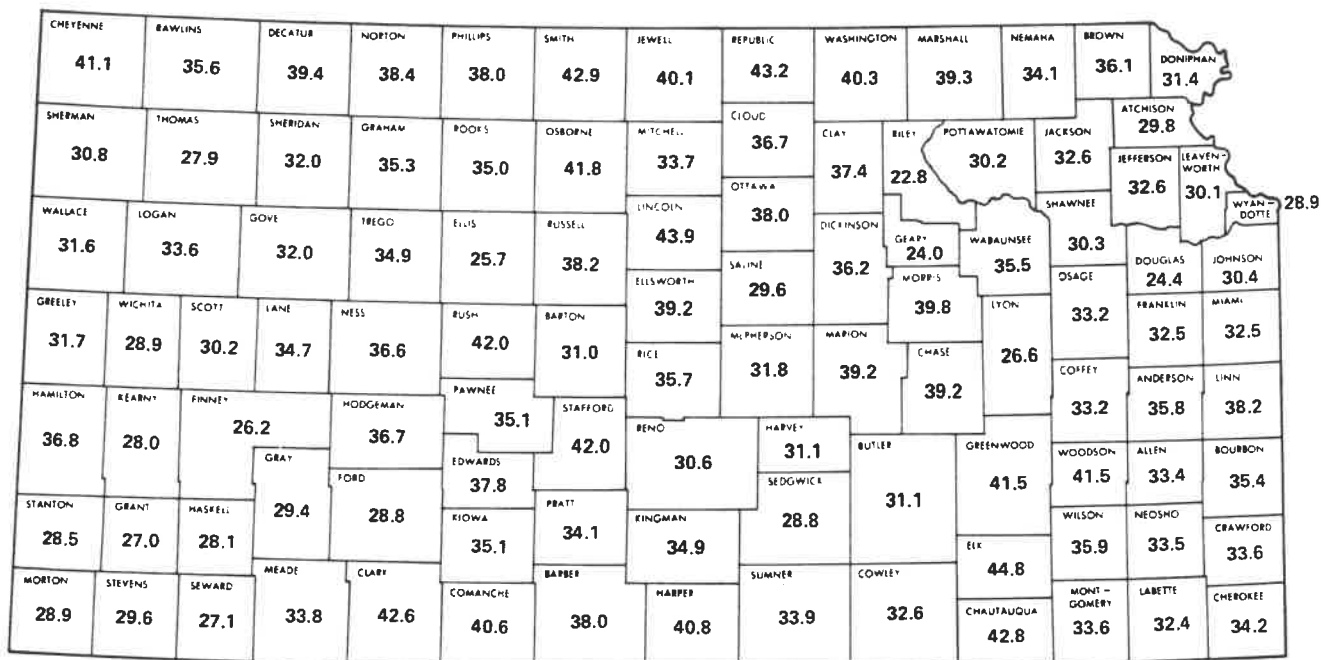 CHEYENNE
41.1
RAWLINS
35.6
DECATUR
39.4
NORTON
38.4
PHILLIPS
38.0
SMITH
42.9
JEWELL
40.1
REPUBLIC
43.2
WASHINGTON
40.3
MARSHALL
39.3
NEMAHA
34.1
BROWN
36.1
DONIPHAN
31.4
SHERMAN
30.8
THOMAS
27.9
SHERIDAN
32.0
GRAHAM
35.3
ROOKS
35.0
OSBORNE
41.8
MITCHELL
33.7
CLOUD
36.7
CLAY
37.4
RILEY
22.8
POTTAWATOMIE
30.2
JACKSON
32.6
ATCHISON
29.8
JEFFERSON
32.6
LEAVEN-
WORTH
30.1
WYAN-
DOTTE
28.9
WALLACE
31.6
LOGAN
33.6
GOVE
32.0
TREGO
34.9
ELLIS
25.7
RUSSELL
38.2
LINCOLN
43.9
OTTAWA
38.0
DICKINSON
36.2
GEARY
24.0
WABAUNSEE
35.5
SHAWNEE
30.3
DOUGLAS
24.4
JOHNSON
30.4
ELLSWORTH
39.2
SALINE
29.6
MORRIS
39.8
OSAGE
33.2
FRANKLIN
32.5
MIAMI
32.5
GREELEY
31.7
WICHITA
28.9
SCOTT
30.2
LANE
34.7
NESS
36.6
RUSH
42.0
BARTON
31.0
RICE
35.7
McPHERSON
31.8
MARION
39.2
CHASE
39.2
LYON
26.6
COFFEY
33.2
ANDERSON
35.8
LINN
38.2
HAMILTON
36.8
KEARNY
28.0
FINNEY
26.2
HODGEMAN
36.7
PAWNEE
35.1
STAFFORD
42.0
RENO
30.6
HARVEY
31.1
BUTLER
31.1
GREENWOOD
41.5
WOODSON
41.5
ALLEN
33.4
BOURBON
35.4
GRAY
29.4
FORD
28.8
EDWARDS
37.8
PRATT
34.1
KINGMAN
34.9
SEDGWICK
28.8
STANTON
28.5
GRANT
27.0
HASKELL
28.1
KIOWA
35.1
ELK
44.8
WILSON
35.9
NEOSHO
33.5
CRAWFORD
33.6
MORTON
28.9
STEVENS
29.6
SEWARD
27.1
MEADE
33.8
CLARK
42.6
COMANCHE
40.6
BARBER
38.0
HARPER
40.8
SUMNER
33.9
COWLEY
32.6
CHAUTAUQUA
42.8
MONT-
GOMERY
33.6
LABETTE
32.4
CHEROKEE
34.2